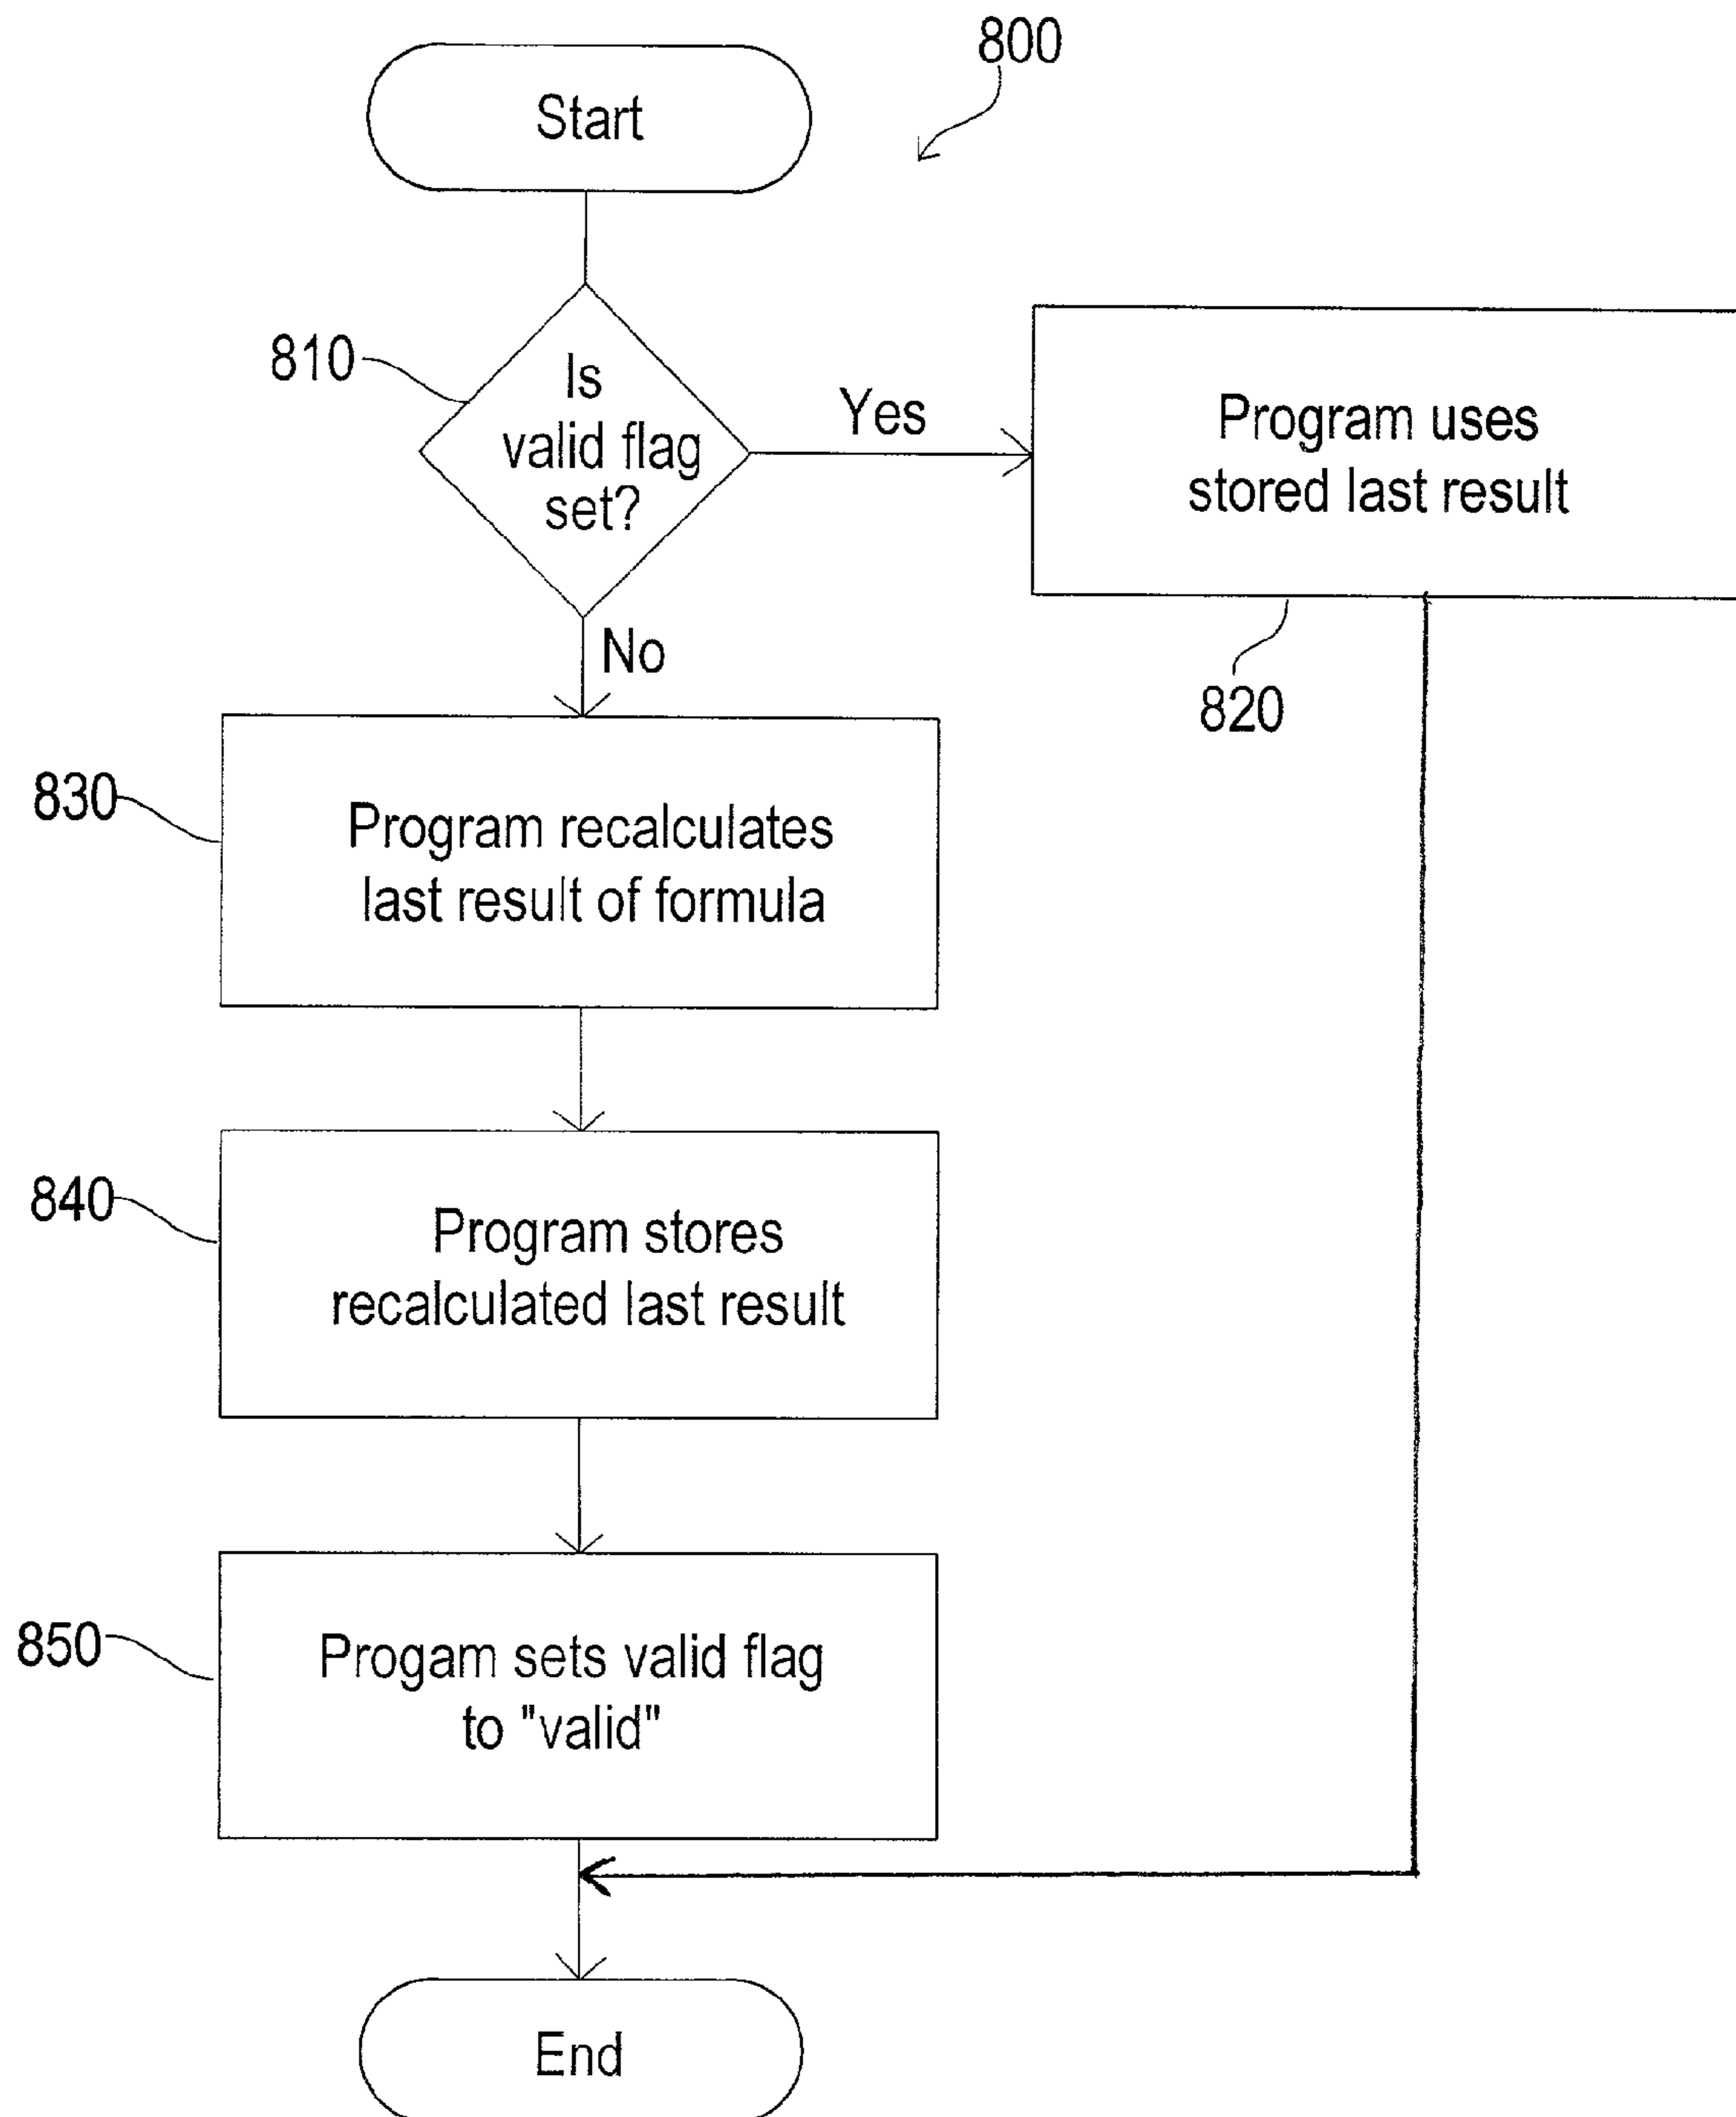 800
Start
810
Is
valid flag
set?
Yes
Program uses
stored last result
820
No
830
Program recalculates
last result of formula
840
Program stores
recalculated last result
850
Progam sets valid flag
to "valid"
End